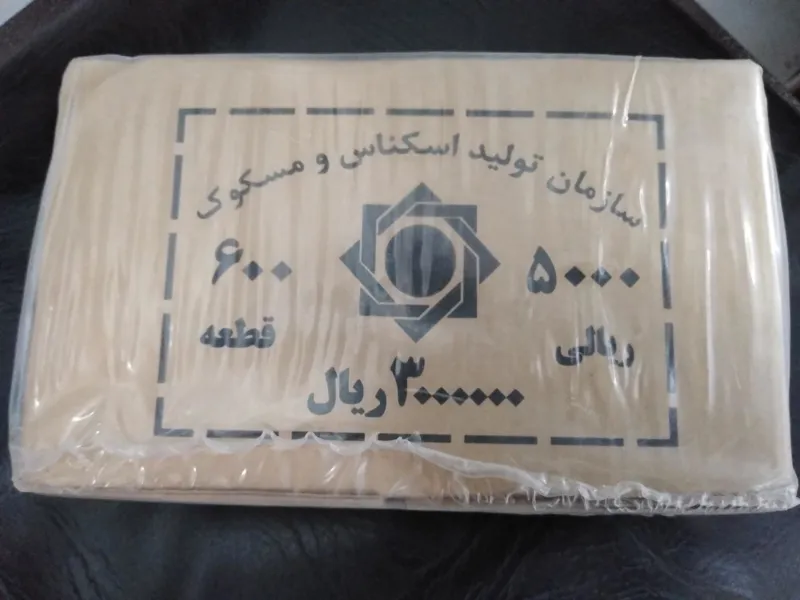 سازمان تولید اسکناس و مسکوک
۵۰۰۰ ۶۰۰
ریالی قطعه
۳۰۰۰۰۰۰ ریال